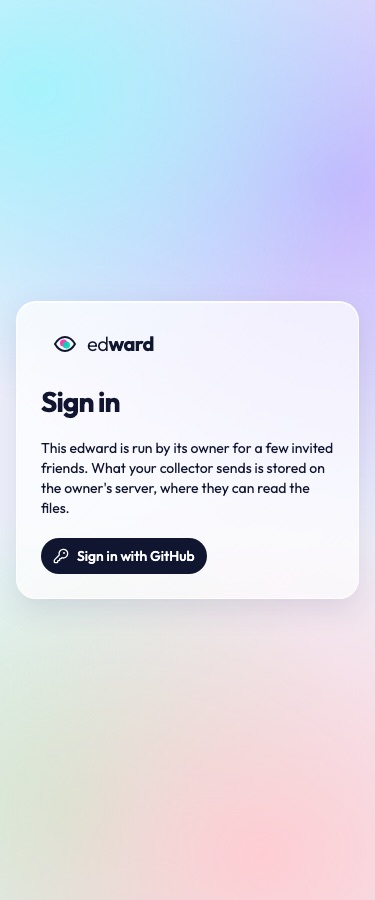 edward
Sign in
This edward is run by its owner for a few invited
friends. What your collector sends is stored on
the owner's server, where they can read the
files.
Sign in with GitHub